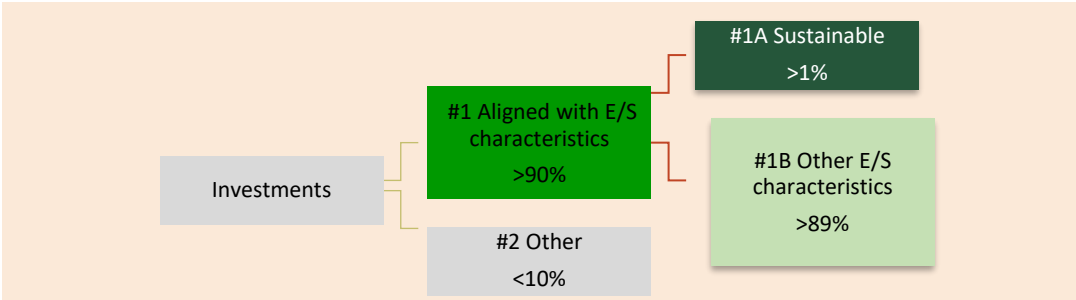 Investments
#1 Aligned with E/S
characteristics
>90%
#2 Other
<10%
#1A Sustainable
>1%
#1B Other E/S
characteristics
>89%